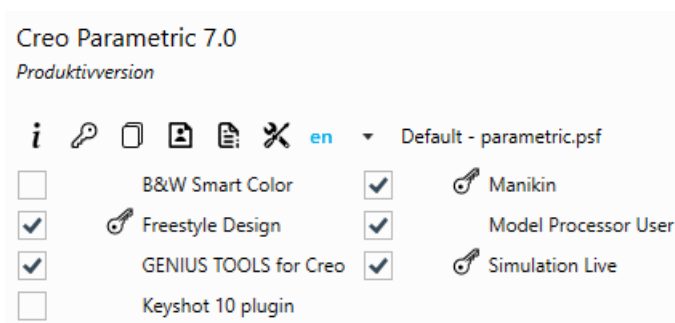 Creo Parametric 7.0
Produktivversion
en Default - parametric.psf
B&W Smart Color Manikin
Freestyle Design Model Processor User
GENIUS TOOLS for Creo Simulation Live
Keyshot 10 plugin